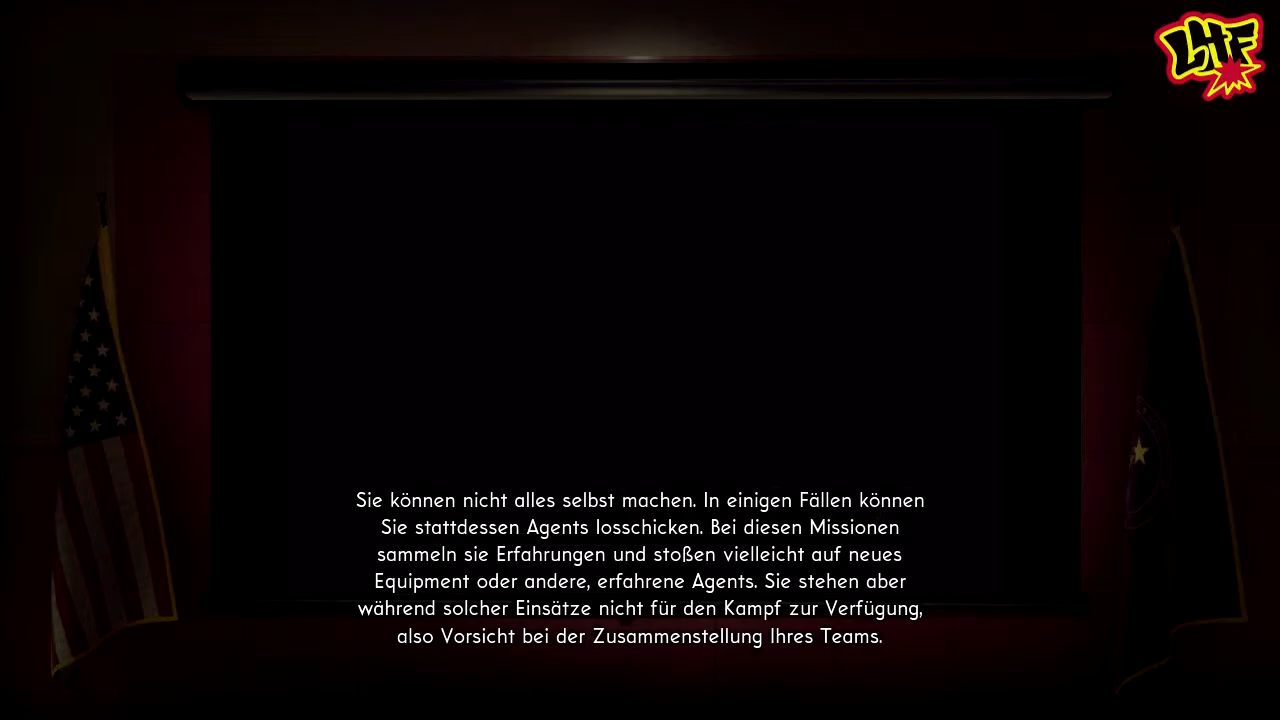 LHF
Sie können nicht alles selbst machen. In einigen Fällen können
Sie stattdessen Agents losschicken. Bei diesen Missionen
sammeln sie Erfahrungen und stoßen vielleicht auf neues
Equipment oder andere, erfahrene Agents. Sie stehen aber
während solcher Einsätze nicht für den Kampf zur Verfügung,
also Vorsicht bei der Zusammenstellung Ihres Teams.